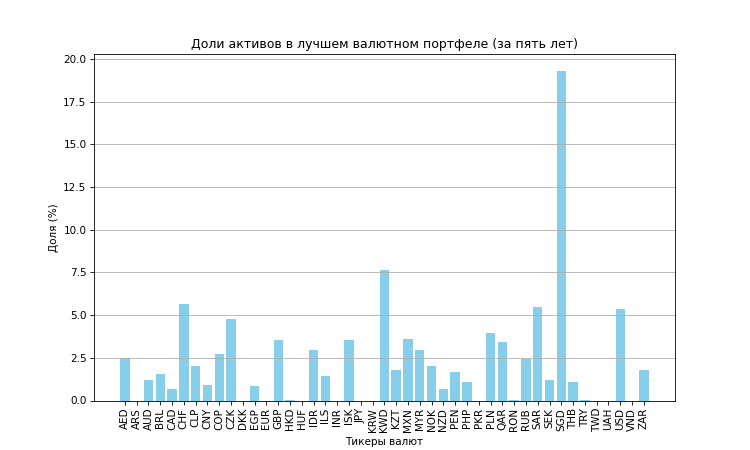 Доли активов в лучшем валютном портфеле (за пять лет)
20.0
17.5
15.0
12.5
10.0
7.5
5.0
2.5
0.0
Доля (%)
AED ARS AUD BRL CAD CHF CLP CNY COP CZK DKK EGP EUR GBP HKD HUF IDR ILS INR ISK JPY KRW KWD KZT MXN MYR NOK NZD PEN PHP PKR PLN QAR RON RUB SAR SEK SGD THB TRY TWD UAH USD VND ZAR
Тикеры валют